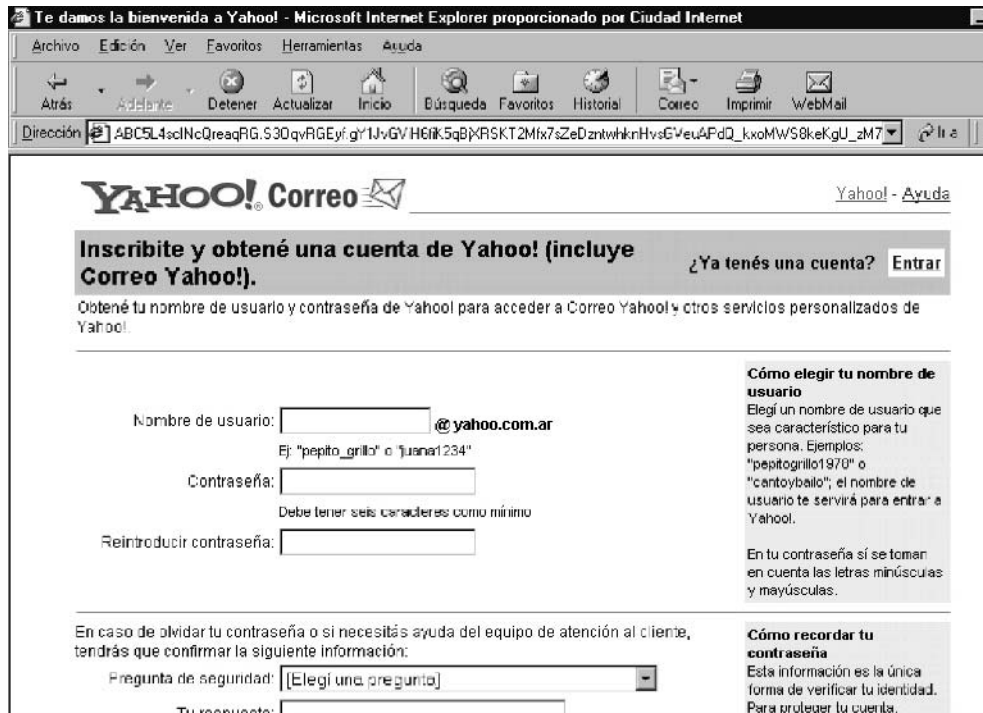 Te damos la bienvenida a Yahoo! - Microsoft Internet Explorer proporcionado por Ciudad Internet
Archivo Edición Ver Favoritos Herramientas Ayuda
Atrás Adelante Detener Actualizar Inicio Búsqueda Favoritos Historial Correo Imprimir WebMail
Dirección Ir a
YAHOO! Correo
Yahoo! - Ayuda
Inscribite y obtené una cuenta de Yahoo! (incluye
Correo Yahoo!).
¿Ya tenés una cuenta? Entrar
Obtené tu nombre de usuario y contraseña de Yahoo! para acceder a Correo Yahoo! y otros servicios personalizados de
Yahoo!.
Nombre de usuario: @yahoo.com.ar
Ej: "pepito_grillo" o "juana1234"
Contraseña:
Debe tener seis caracteres como mínimo
Reintroducir contraseña:
Cómo elegir tu nombre de
usuario
Elegí un nombre de usuario que
sea característico para tu
persona. Ejemplos:
"pepitogrillo1970" o
"cantoybailo"; el nombre de
usuario te servirá para entrar a
Yahoo!.
En tu contraseña sí se toman
en cuenta las letras minúsculas
y mayúsculas.
En caso de olvidar tu contraseña o si necesitás ayuda del equipo de atención al cliente,
tendrás que confirmar la siguiente información:
Pregunta de seguridad: [Elegí una pregunta]
Tu respuesta:
Cómo recordar tu
contraseña
Esta información es la única
forma de verificar tu identidad.
Para proteger tu cuenta,